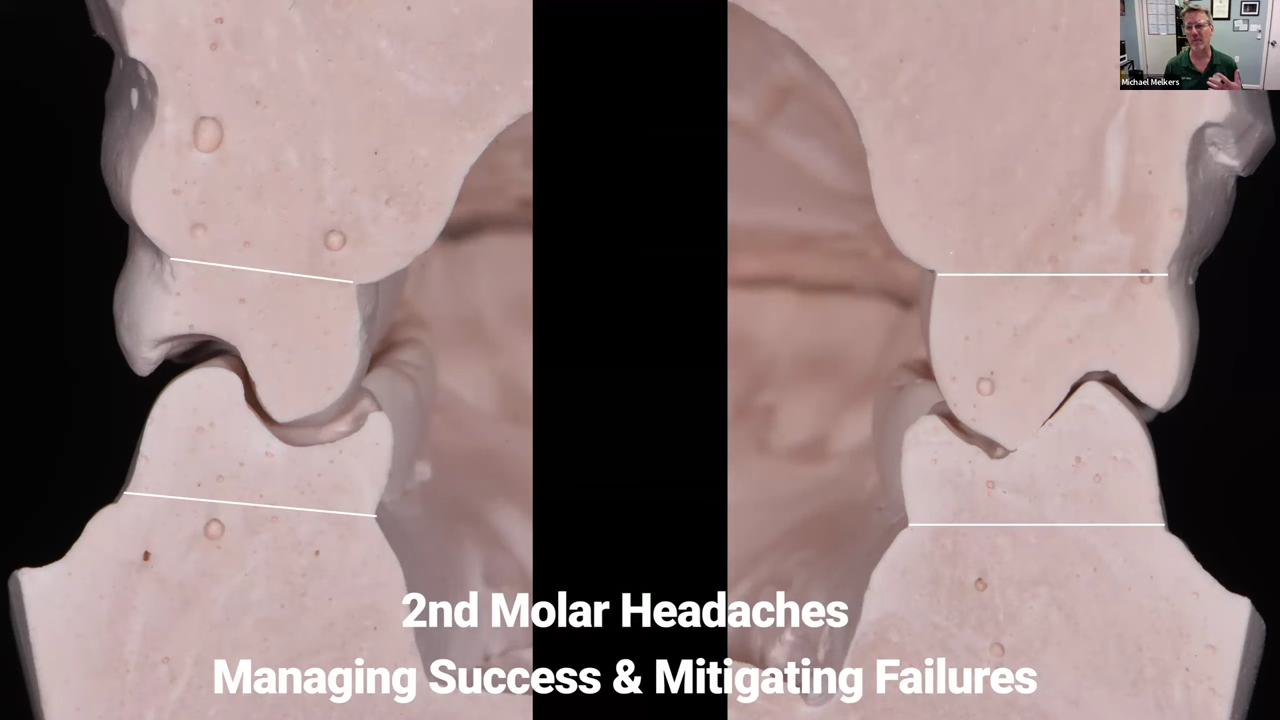 Michael Melkers
2nd Molar Headaches
Managing Success & Mitigating Failures